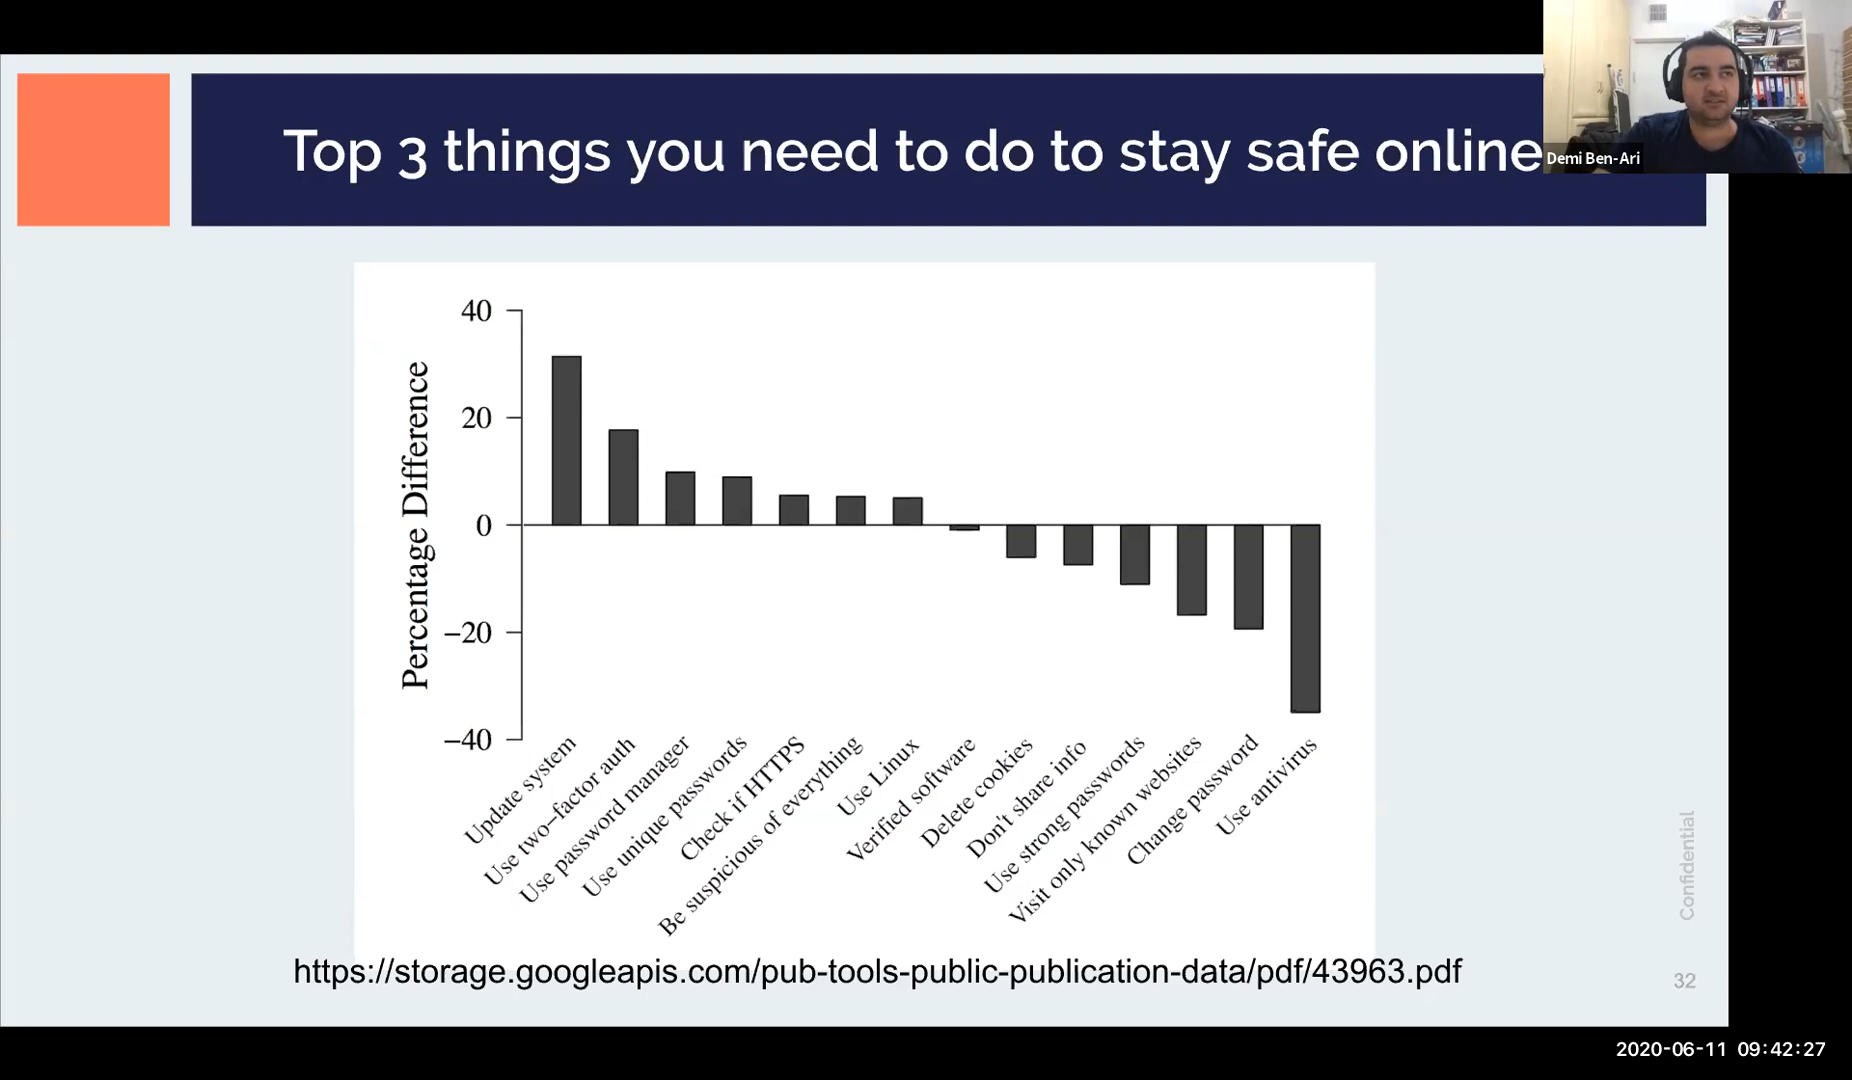 Top 3 things you need to do to stay safe online
Demi Ben-Ari
Percentage Difference
40
20
0
–20
–40
Update system
Use two–factor auth
Use password manager
Use unique passwords
Check if HTTPS
Be suspicious of everything
Use Linux
Verified software
Delete cookies
Don't share info
Use strong passwords
Visit only known websites
Change password
Use antivirus
https://storage.googleapis.com/pub-tools-public-publication-data/pdf/43963.pdf
Confidential
32
2020-06-11 09:42:27